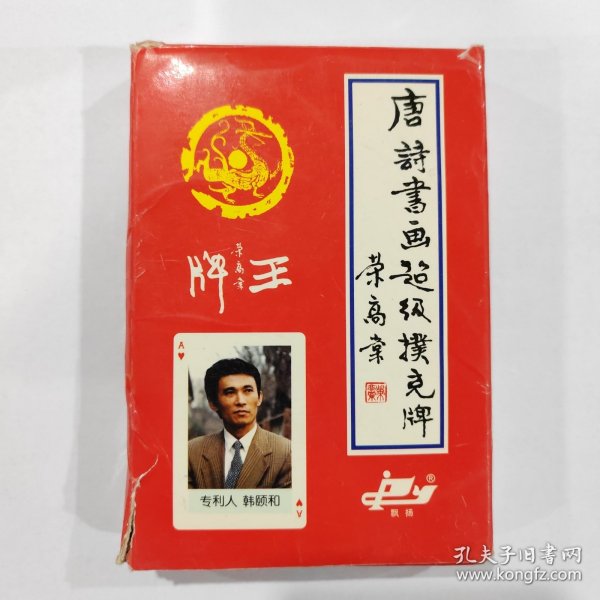 唐詩書画超级撲克牌
荣高棠
王牌
荣高棠
A
专利人 韩颐和
A
®
飘扬
孔夫子旧书网
www.kongfz.com